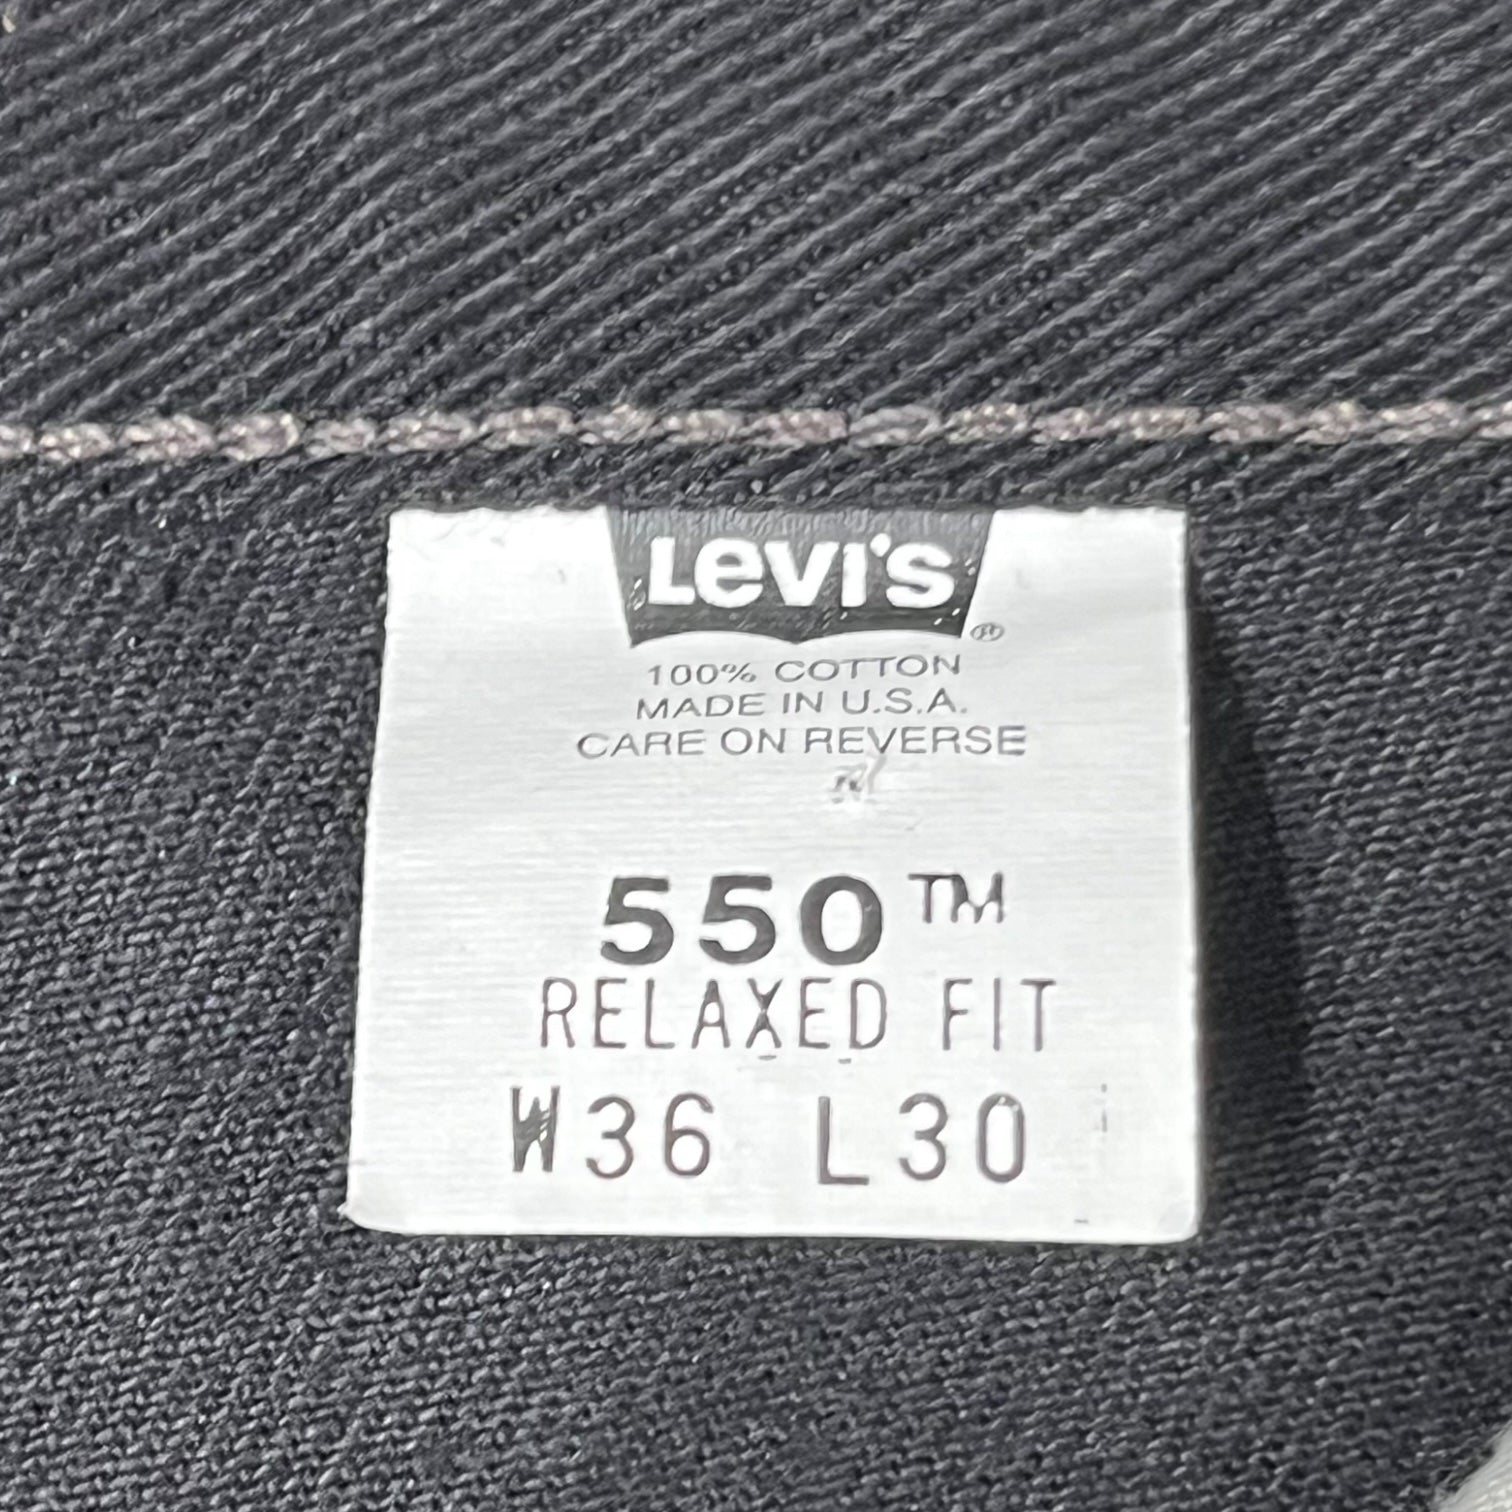 Levi's ®
100% COTTON
MADE IN U.S.A.
CARE ON REVERSE
550™
RELAXED FIT
W36 L30